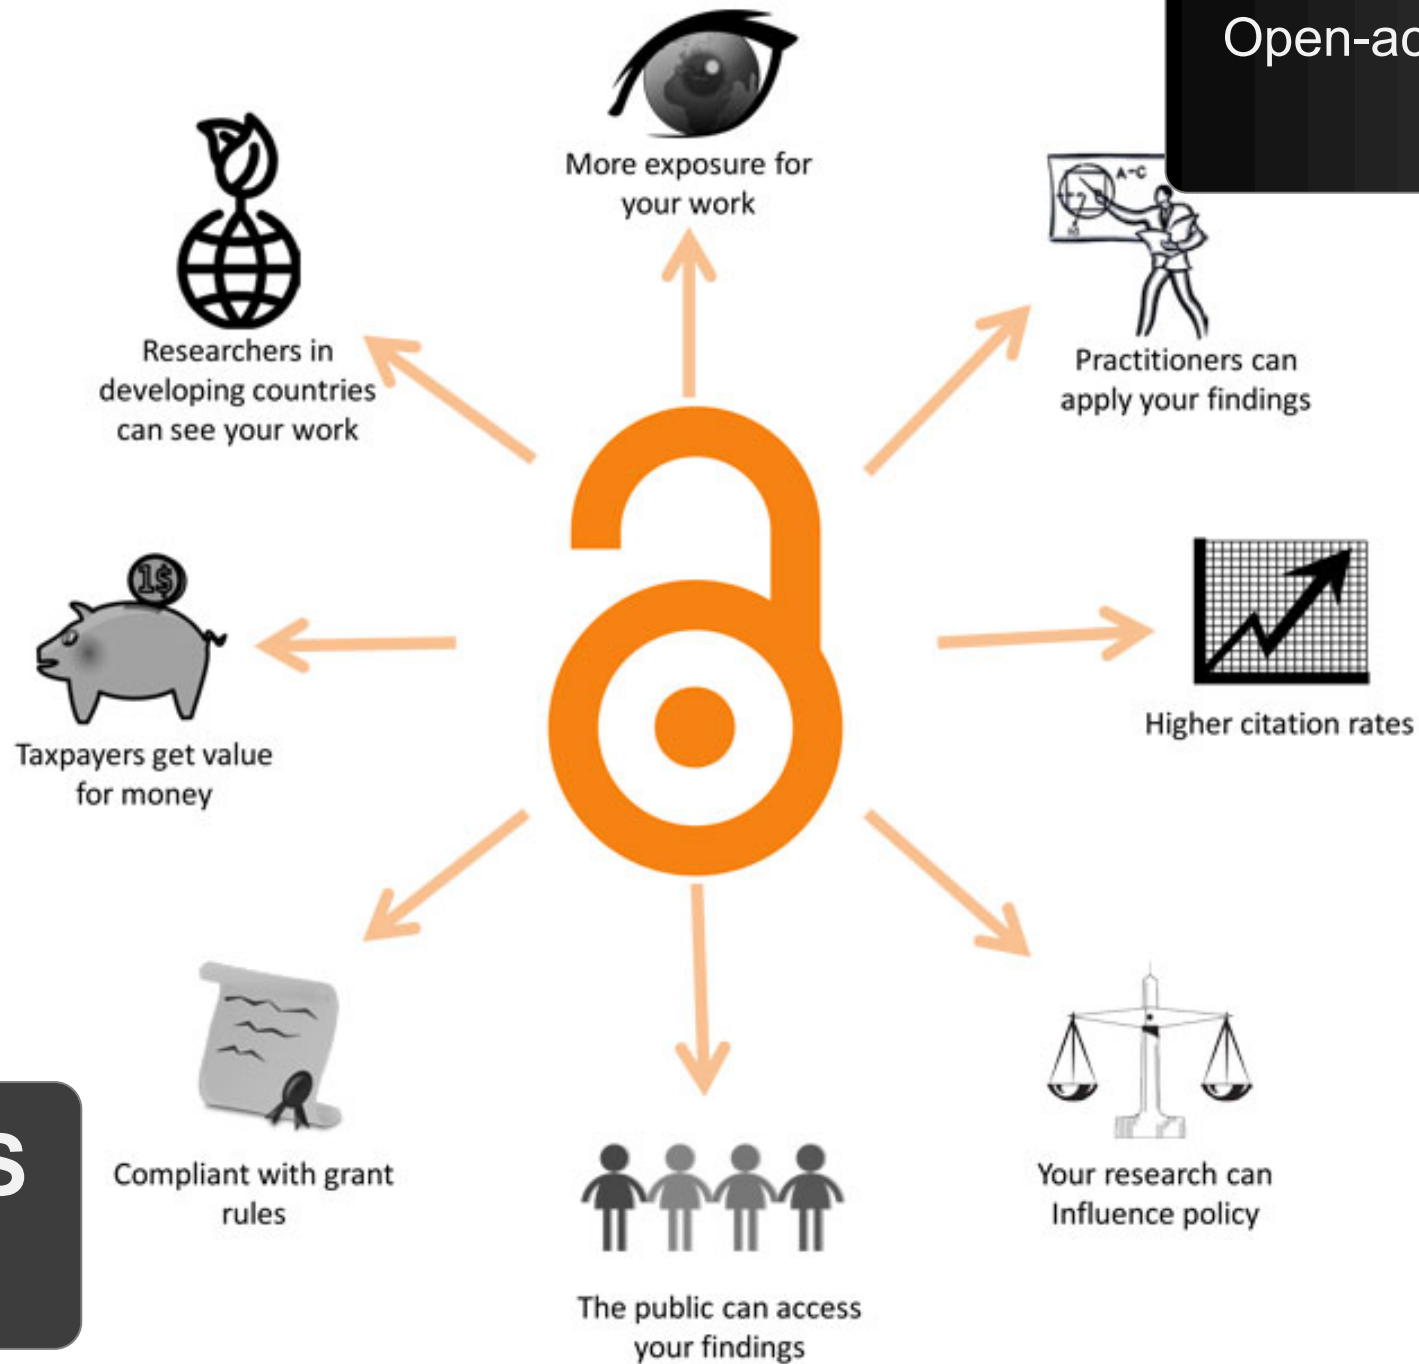 Open-ac
More exposure for
your work
A-C
Researchers in
developing countries
can see your work
Practitioners can
apply your findings
1$
Taxpayers get value
for money
Higher citation rates
s
Compliant with grant
rules
Your research can
Influence policy
The public can access
your findings